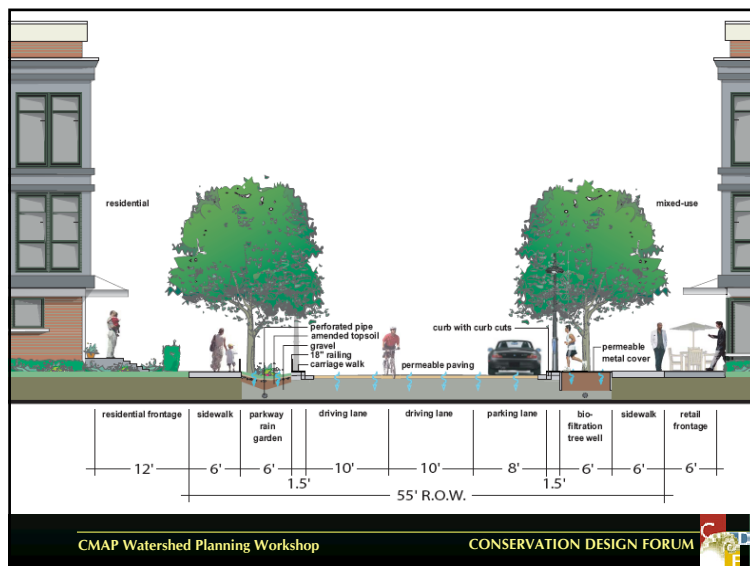 residential
mixed-use
perforated pipe
amended topsoil
gravel
18" railing
carriage walk
permeable paving
curb with curb cuts
permeable
metal cover
residential frontage
sidewalk
parkway
rain
garden
driving lane
driving lane
parking lane
bio-
filtration
tree well
sidewalk
retail
frontage
12'
6'
6'
1.5'
10'
10'
8'
1.5'
6'
6'
6'
55' R.O.W.
CMAP Watershed Planning Workshop
CONSERVATION DESIGN FORUM
C
D
F